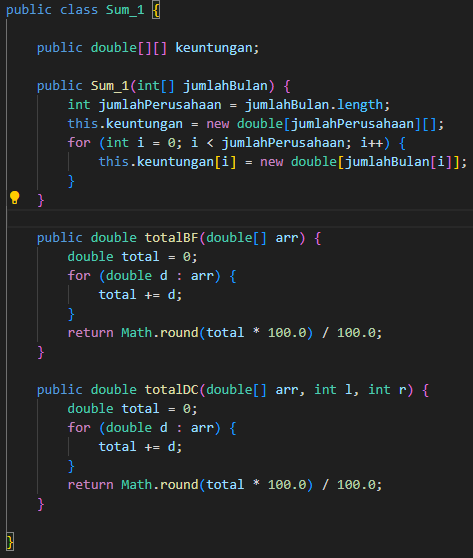 public class Sum_1 {
public double[][] keuntungan;
public Sum_1(int[] jumlahBulan) {
int jumlahPerusahaan = jumlahBulan.length;
this.keuntungan = new double[jumlahPerusahaan][];
for (int i = 0; i < jumlahPerusahaan; i++) {
this.keuntungan[i] = new double[jumlahBulan[i]];
}
}
public double totalBF(double[] arr) {
double total = 0;
for (double d : arr) {
total += d;
}
return Math.round(total * 100.0) / 100.0;
}
public double totalDC(double[] arr, int l, int r) {
double total = 0;
for (double d : arr) {
total += d;
}
return Math.round(total * 100.0) / 100.0;
}
}